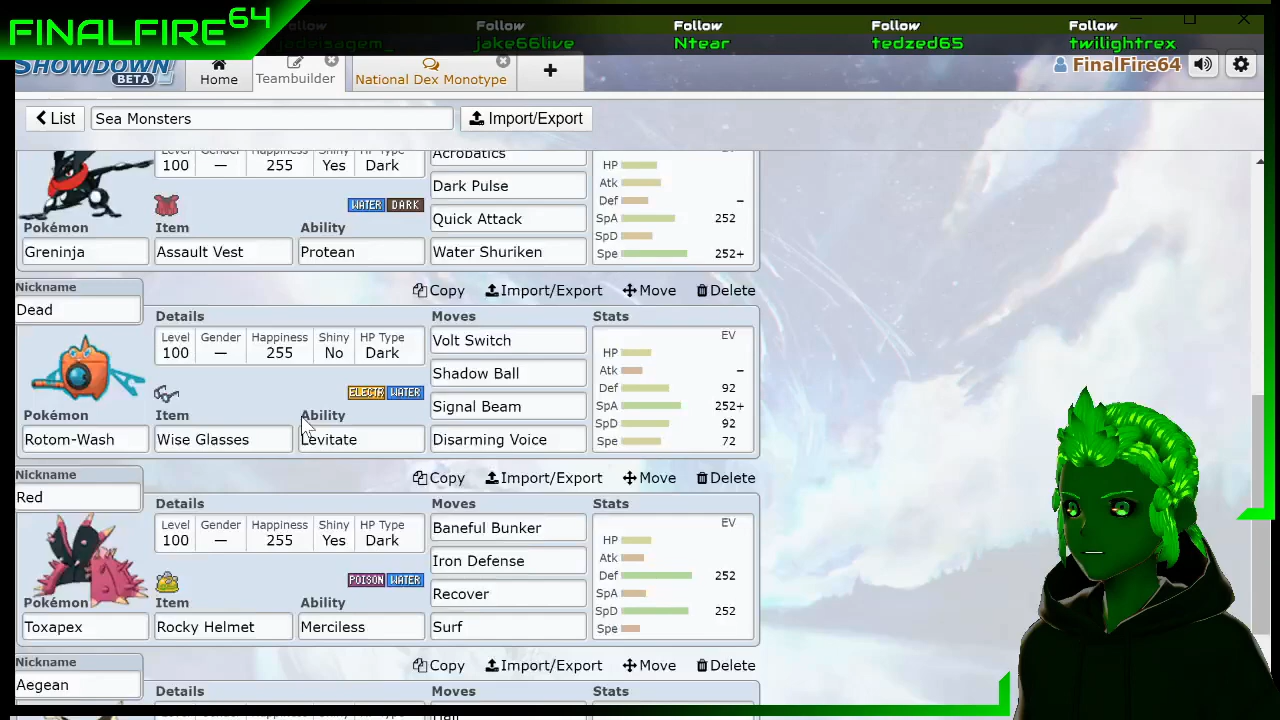 FINALFIRE64
Follow
jadeisagem_
Follow
jake66live
Follow
Ntear
Follow
tedzed65
Follow
twilightrex
SHOWDOWN
BETA
Home
Teambuilder
National Dex Monotype
FinalFire64
List
Sea Monsters
Import/Export
Level Gender Happiness Shiny HP Type
100 — 255 Yes Dark
WATER DARK
Pokémon Item Ability
Greninja Assault Vest Protean
Acrobatics
Dark Pulse
Quick Attack
Water Shuriken
EV
HP
Atk
Def –
SpA 252
SpD
Spe 252+
Copy Import/Export Move Delete
Nickname
Dead
Details Moves Stats
Level Gender Happiness Shiny HP Type
100 — 255 No Dark
ELECTR WATER
Pokémon Item Ability
Rotom-Wash Wise Glasses Levitate
Volt Switch
Shadow Ball
Signal Beam
Disarming Voice
EV
HP
Atk –
Def 92
SpA 252+
SpD 92
Spe 72
Copy Import/Export Move Delete
Nickname
Red
Details Moves Stats
Level Gender Happiness Shiny HP Type
100 — 255 Yes Dark
POISON WATER
Pokémon Item Ability
Toxapex Rocky Helmet Merciless
Baneful Bunker
Iron Defense
Recover
Surf
EV
HP
Atk
Def 252
SpA
SpD 252
Spe
Copy Import/Export Move Delete
Nickname
Aegean
Details Moves Stats
Hail